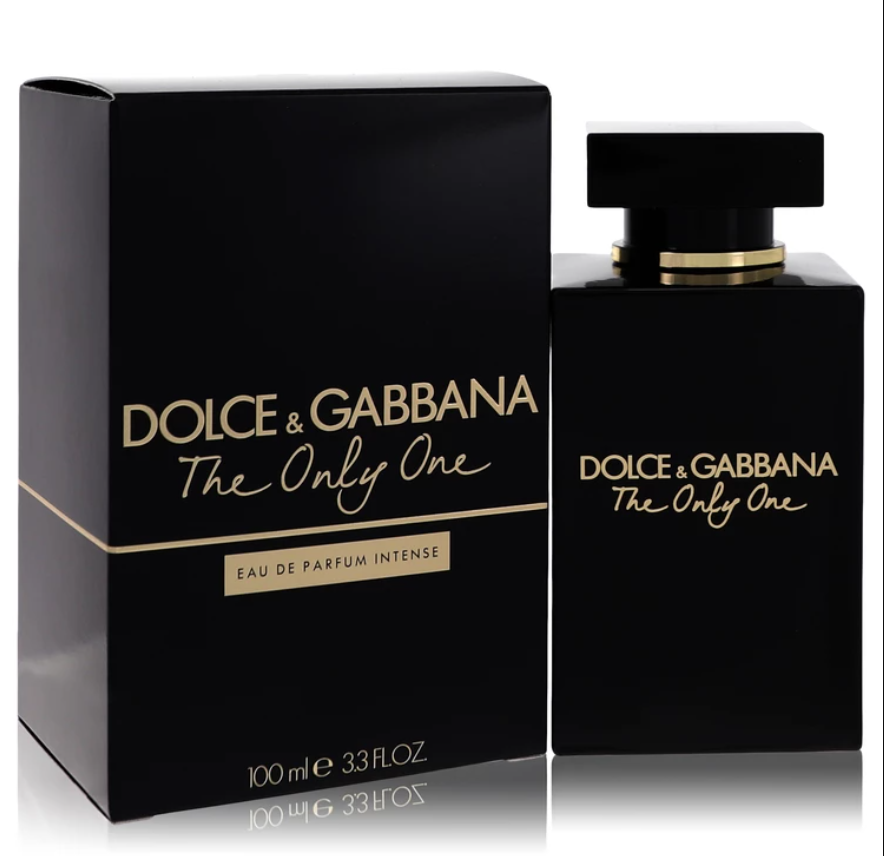 DOLCE & GABBANA
The Only One
EAU DE PARFUM INTENSE
100 ml e 3.3 FL.OZ
DOLCE & GABBANA
The Only One